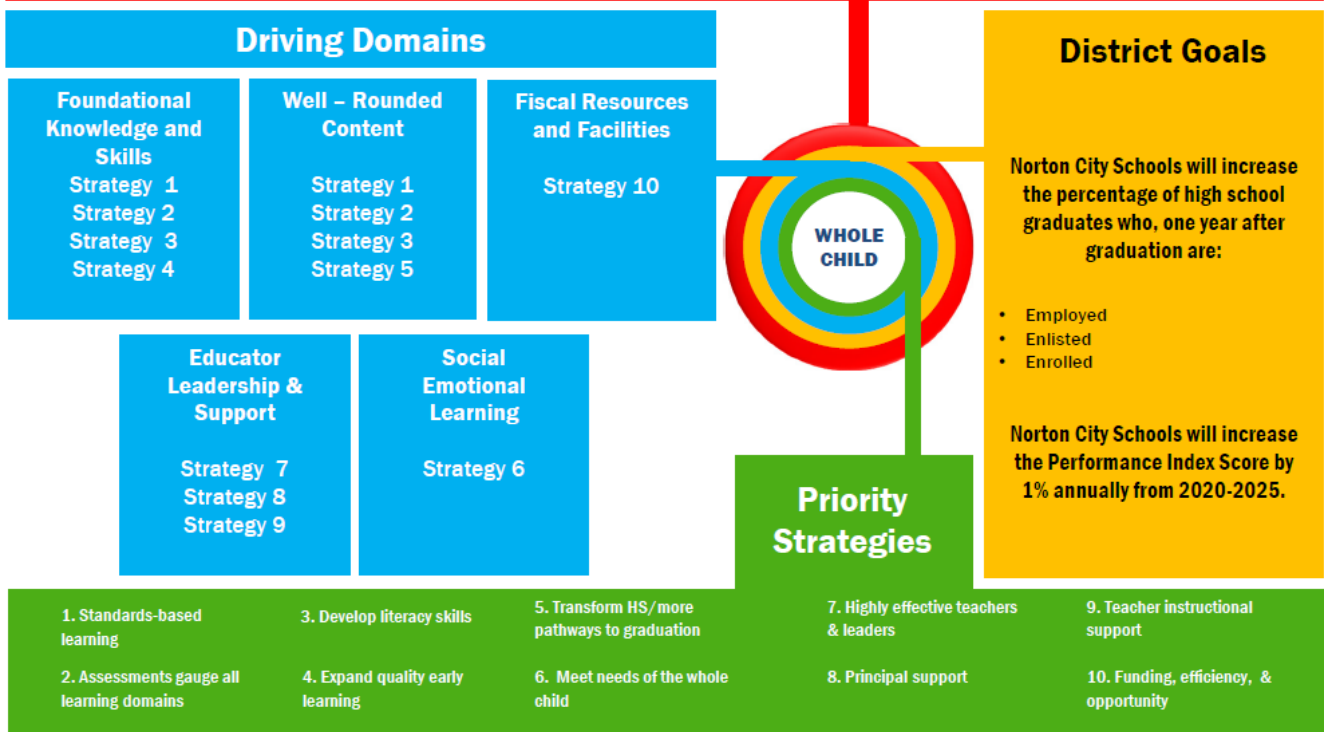 Driving Domains
Foundational
Knowledge and
Skills
Strategy 1
Strategy 2
Strategy 3
Strategy 4
Well – Rounded
Content
Strategy 1
Strategy 2
Strategy 3
Strategy 5
Fiscal Resources
and Facilities
Strategy 10
Educator
Leadership &
Support
Strategy 7
Strategy 8
Strategy 9
Social
Emotional
Learning
Strategy 6
WHOLE
CHILD
District Goals
Norton City Schools will increase
the percentage of high school
graduates who, one year after
graduation are:
• Employed
• Enlisted
• Enrolled
Norton City Schools will increase
the Performance Index Score by
1% annually from 2020-2025.
Priority
Strategies
1. Standards-based
learning
2. Assessments gauge all
learning domains
3. Develop literacy skills
4. Expand quality early
learning
5. Transform HS/more
pathways to graduation
6. Meet needs of the whole
child
7. Highly effective teachers
& leaders
8. Principal support
9. Teacher instructional
support
10. Funding, efficiency, &
opportunity